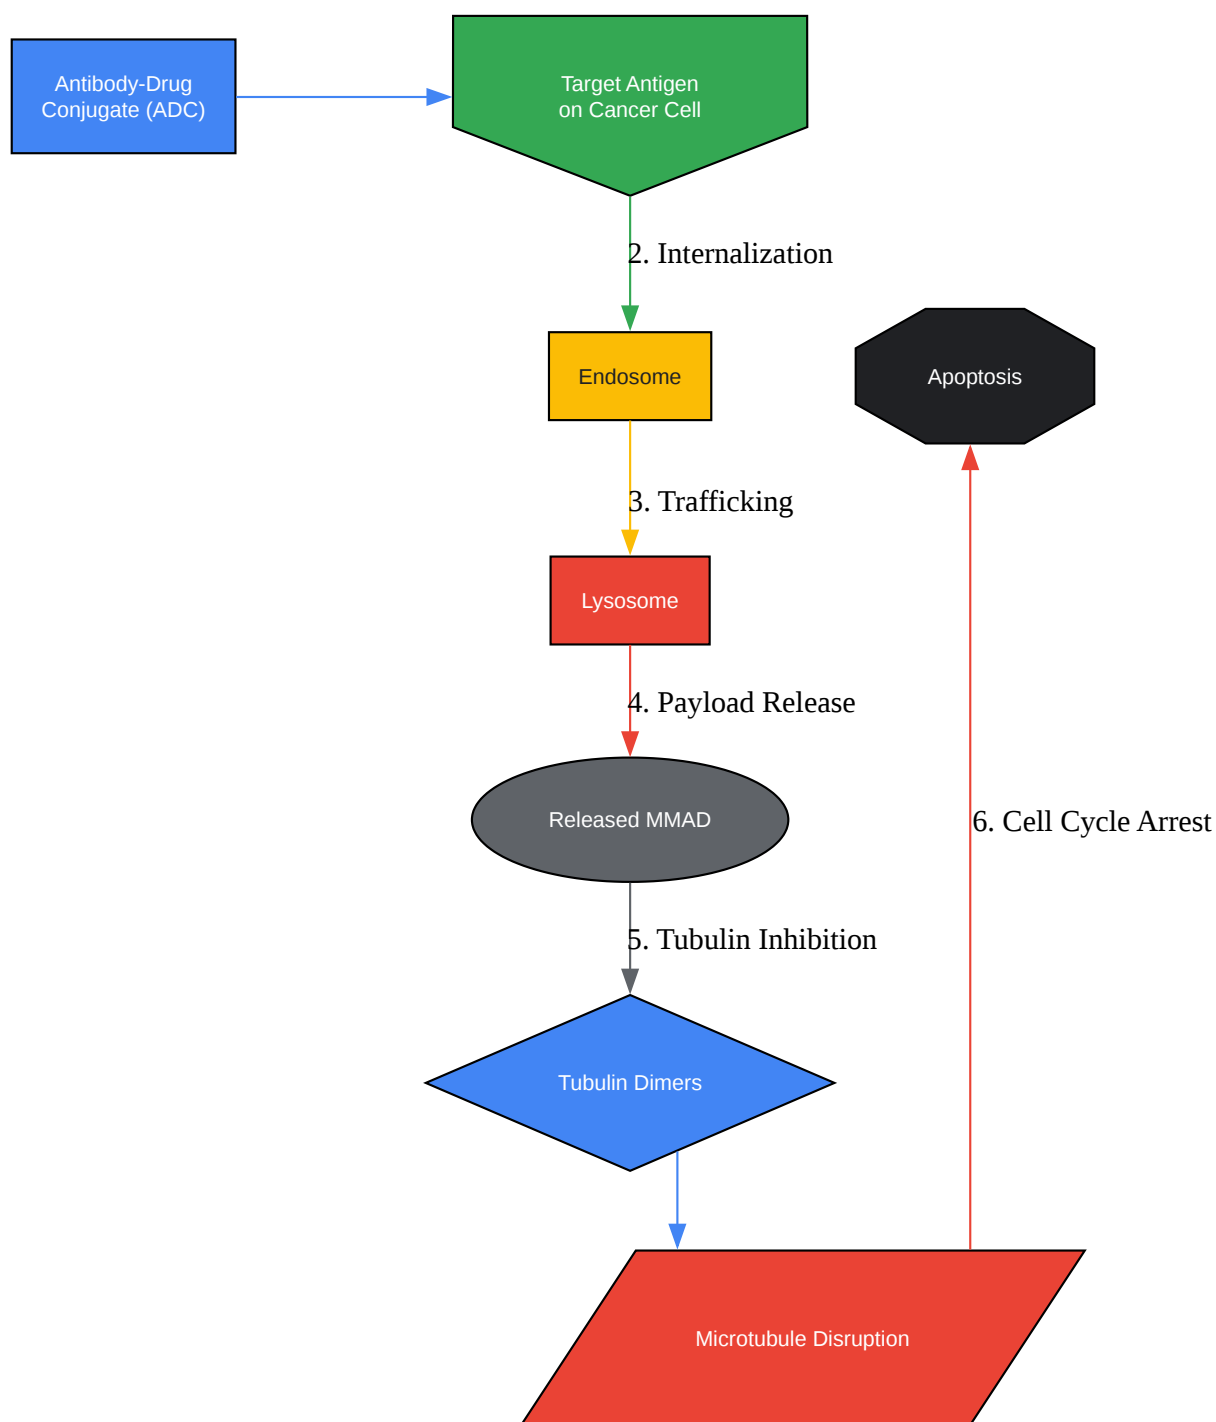 Antibody-Drug
Conjugate (ADC)
Target Antigen
on Cancer Cell
2. Internalization
Endosome
Apoptosis
3. Trafficking
Lysosome
4. Payload Release
Released MMAD
6. Cell Cycle Arrest
5. Tubulin Inhibition
Tubulin Dimers
Microtubule Disruption